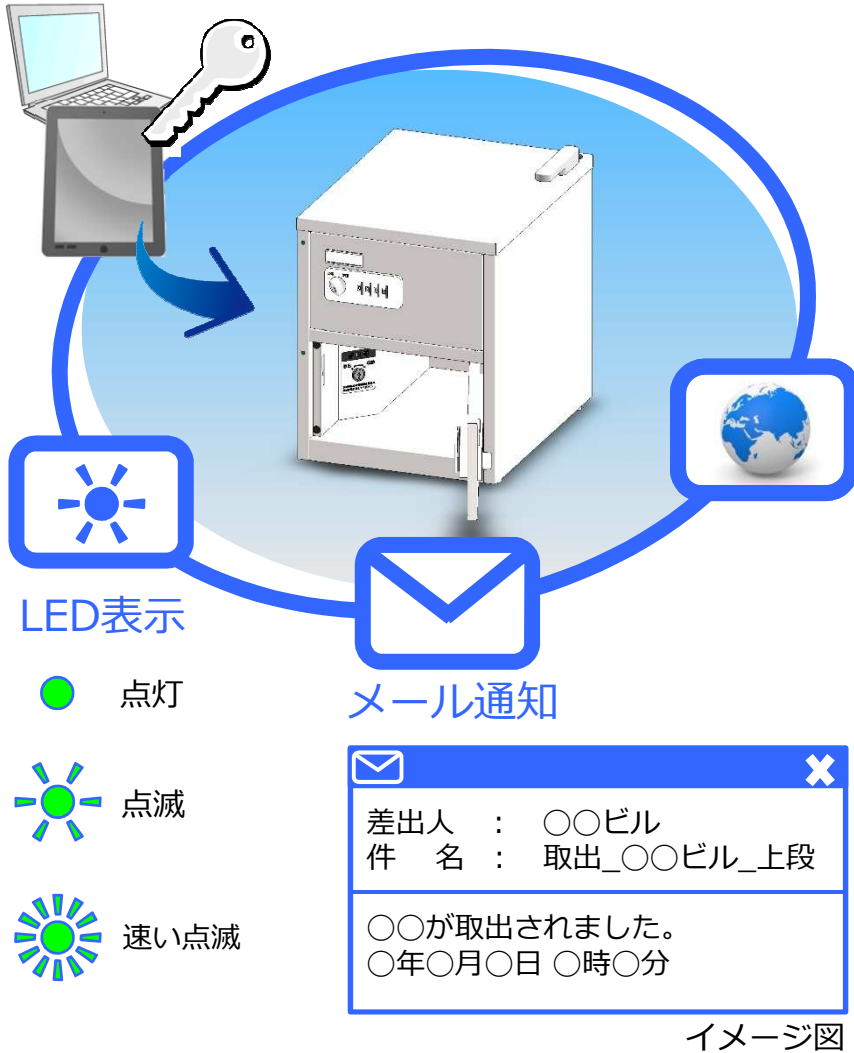 LED表示
点灯
点滅
速い点滅
メール通知
差出人 : ○○ビル
件 名 : 取出_○○ビル_上段
○○が取出されました。
○年○月○日 ○時○分
イメージ図